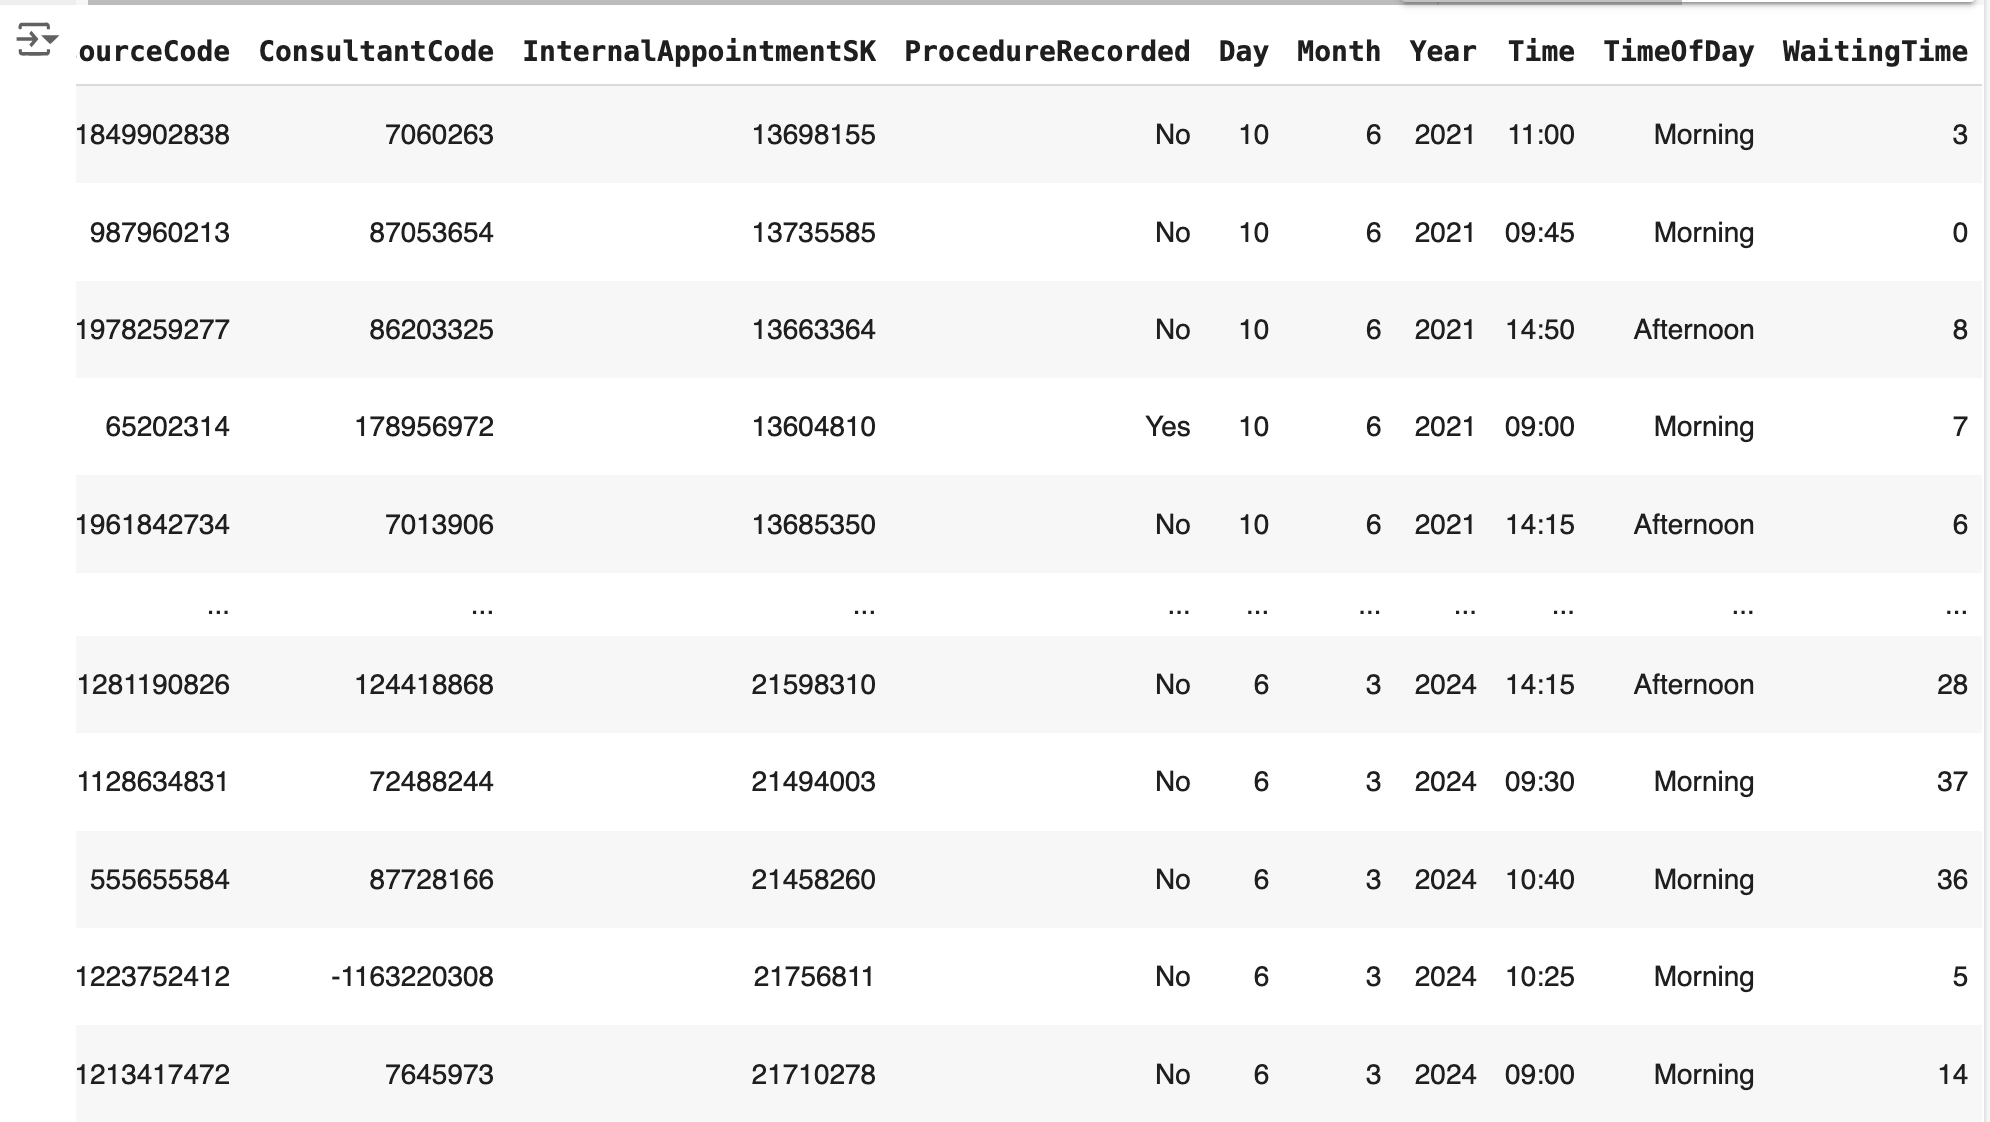 ourceCode ConsultantCode InternalAppointmentSK ProcedureRecorded Day Month Year Time TimeOfDay WaitingTime
1849902838 7060263 13698155 No 10 6 2021 11:00 Morning 3
987960213 87053654 13735585 No 10 6 2021 09:45 Morning 0
1978259277 86203325 13663364 No 10 6 2021 14:50 Afternoon 8
65202314 178956972 13604810 Yes 10 6 2021 09:00 Morning 7
1961842734 7013906 13685350 No 10 6 2021 14:15 Afternoon 6
... ... ... ... ... ... ... ... ... ...
1281190826 124418868 21598310 No 6 3 2024 14:15 Afternoon 28
1128634831 72488244 21494003 No 6 3 2024 09:30 Morning 37
555655584 87728166 21458260 No 6 3 2024 10:40 Morning 36
1223752412 -1163220308 21756811 No 6 3 2024 10:25 Morning 5
1213417472 7645973 21710278 No 6 3 2024 09:00 Morning 14